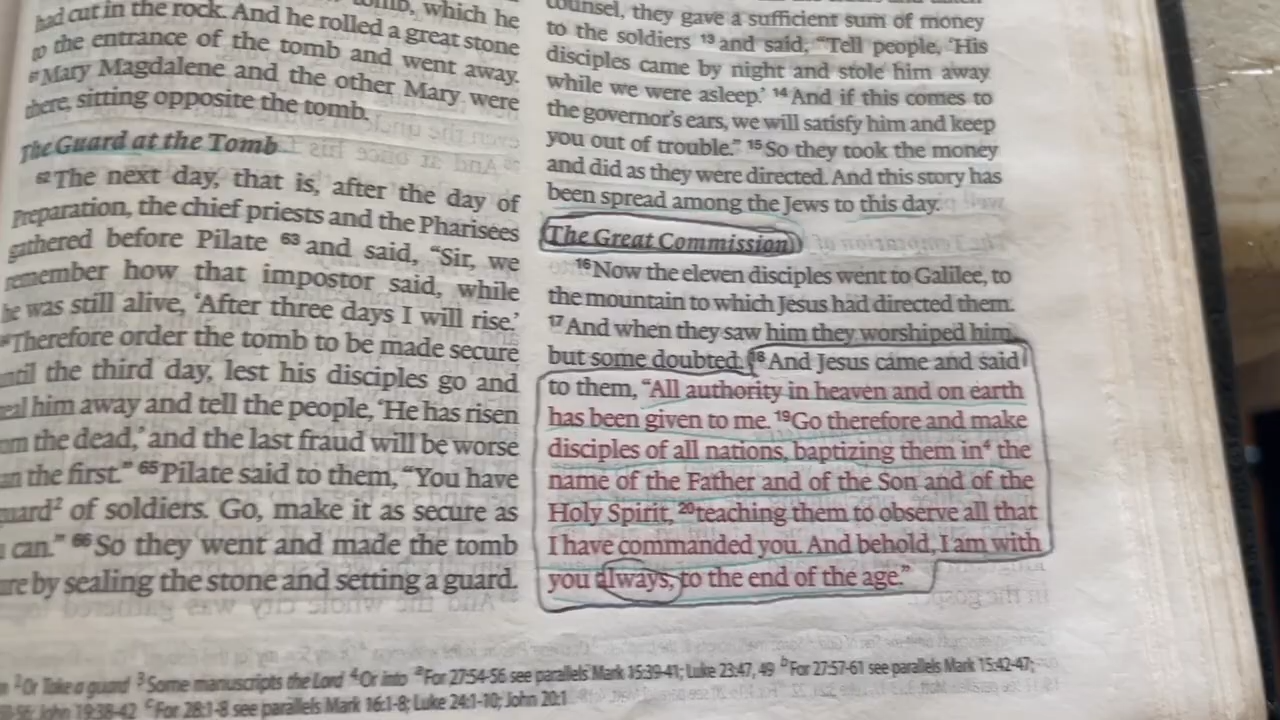 tomb, which he
had cut in the rock. And he rolled a great stone
to the entrance of the tomb and went away.
Mary Magdalene and the other Mary were
there, sitting opposite the tomb.
The Guard at the Tomb
62 The next day, that is, after the day of
Preparation, the chief priests and the Pharisees
gathered before Pilate 63 and said, “Sir, we
remember how that impostor said, while
he was still alive, ‘After three days I will rise.’
Therefore order the tomb to be made secure
until the third day, lest his disciples go and
steal him away and tell the people, ‘He has risen
from the dead,’ and the last fraud will be worse
than the first.” 65 Pilate said to them, “You have
guard2 of soldiers. Go, make it as secure as
can.” 66 So they went and made the tomb
secure by sealing the stone and setting a guard.
counsel, they gave a sufficient sum of money
to the soldiers 13 and said, “Tell people, ‘His
disciples came by night and stole him away
while we were asleep.’ 14 And if this comes to
the governor’s ears, we will satisfy him and keep
you out of trouble.” 15 So they took the money
and did as they were directed. And this story has
been spread among the Jews to this day.
The Great Commission
16 Now the eleven disciples went to Galilee, to
the mountain to which Jesus had directed them.
17 And when they saw him they worshiped him,
but some doubted. 18 And Jesus came and said
to them, “All authority in heaven and on earth
has been given to me. 19 Go therefore and make
disciples of all nations, baptizing them in4 the
name of the Father and of the Son and of the
Holy Spirit, 20 teaching them to observe all that
I have commanded you. And behold, I am with
you always, to the end of the age.”
2 Or Take a guard 3 Some manuscripts the Lord 4 Or into a For 27:54-56 see parallels Mark 15:39-41; Luke 23:47, 49 b For 27:57-61 see parallels Mark 15:42-47;
John 19:38-42 c For 28:1-8 see parallels Mark 16:1-8; Luke 24:1-10; John 20:1